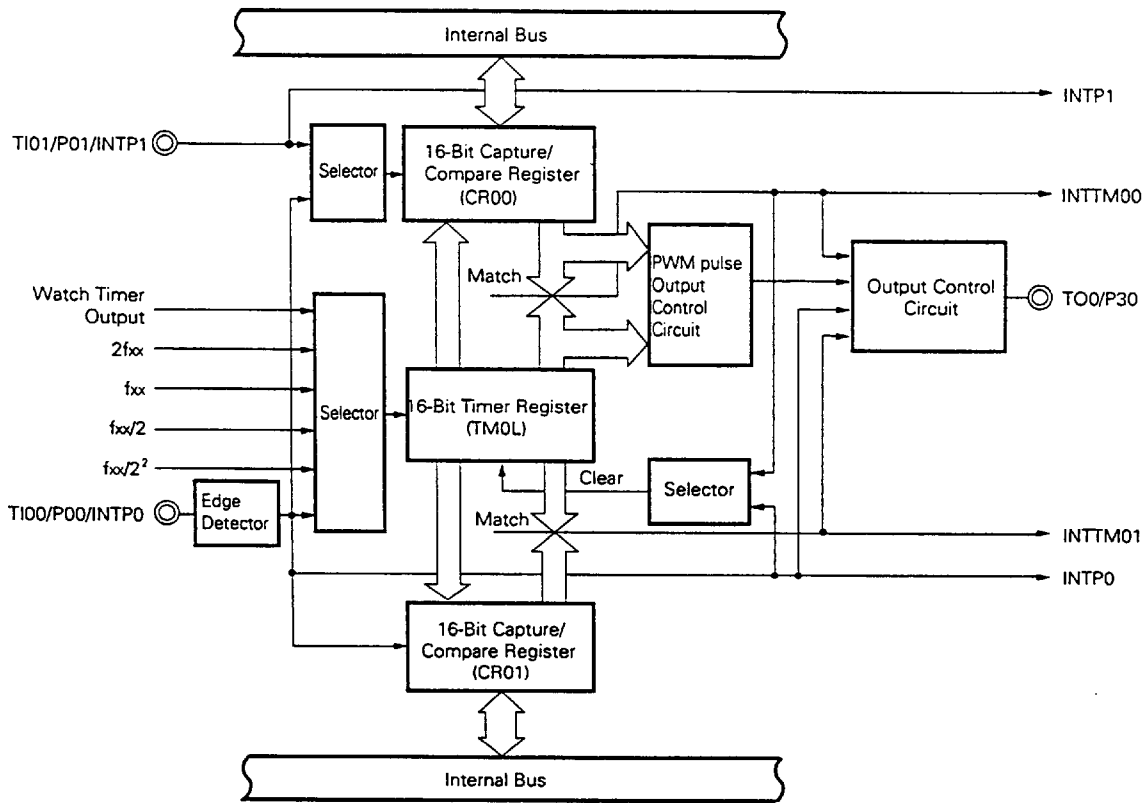 Internal Bus
INTP1
TI01/P01/INTP1
Selector
16-Bit Capture/
Compare Register
(CR00)
INTTM00
Match
PWM pulse
Output
Control
Circuit
Output Control
Circuit
TO0/P30
Watch Timer
Output
2fxx
fxx
fxx/2
fxx/2²
Selector
16-Bit Timer Register
(TM0L)
Clear
Selector
TI00/P00/INTP0
Edge
Detector
Match
INTTM01
INTP0
16-Bit Capture/
Compare Register
(CR01)
Internal Bus